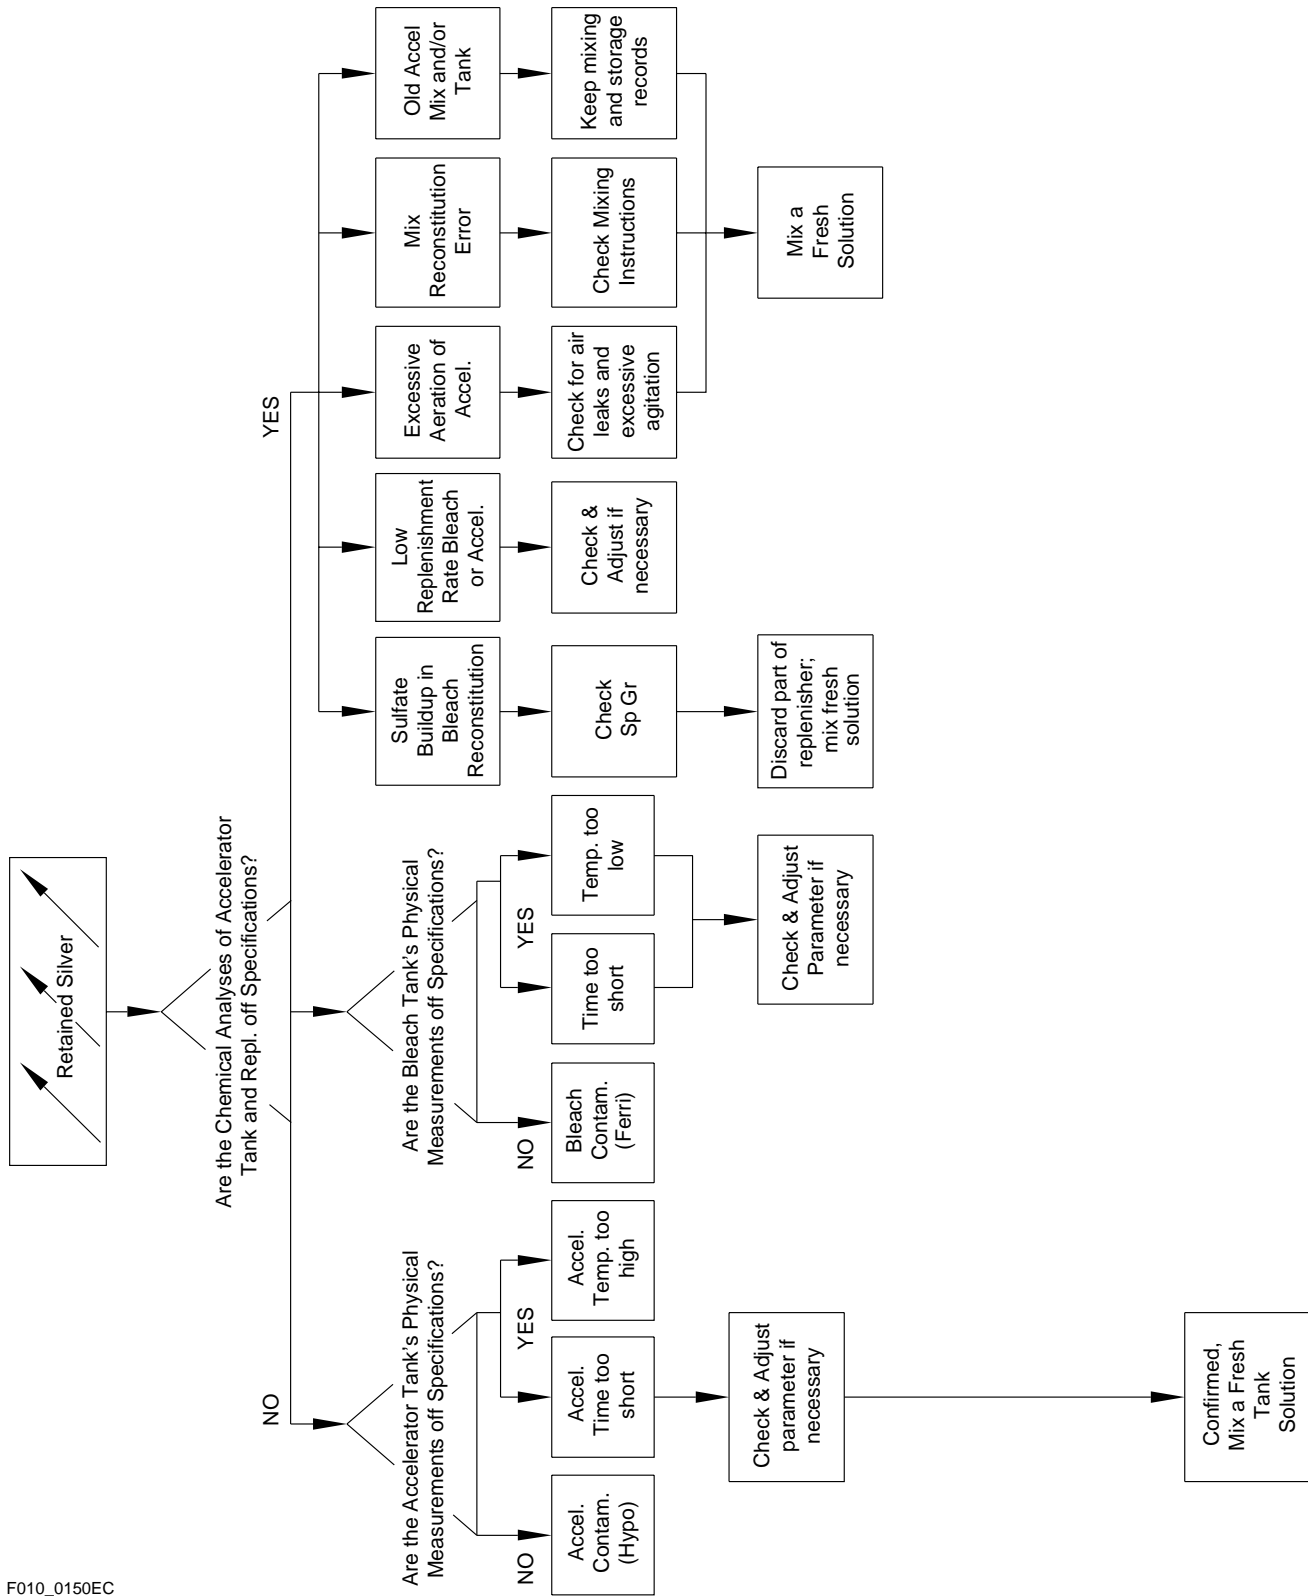 Retained Silver
Are the Chemical Analyses of Accelerator
Tank and Repl. off Specifications?
NO
YES
Are the Accelerator Tank's Physical
Measurements off Specifications?
NO
YES
Accel.
Contam.
(Hypo)
Accel.
Time too
short
Accel.
Temp. too
high
Check & Adjust
parameter if
necessary
Confirmed,
Mix a Fresh
Tank
Solution
Are the Bleach Tank's Physical
Measurements off Specifications?
NO
YES
Bleach
Contam.
(Ferri)
Time too
short
Temp. too
low
Check & Adjust
Parameter if
necessary
Sulfate
Buildup in
Bleach
Reconstitution
Check
Sp Gr
Discard part of
replenisher;
mix fresh
solution
Low
Replenishment
Rate Bleach
or Accel.
Check &
Adjust if
necessary
Excessive
Aeration of
Accel.
Check for air
leaks and
excessive
agitation
Mix
Reconstitution
Error
Check Mixing
Instructions
Old Accel
Mix and/or
Tank
Keep mixing
and storage
records
Mix a
Fresh
Solution
F010_0150EC